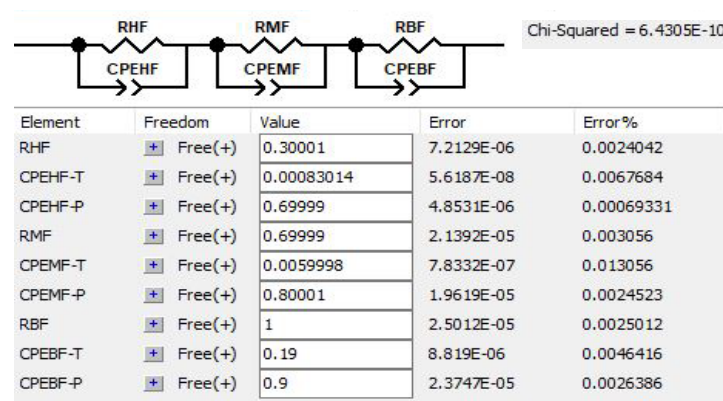 RHF RMF RBF Chi-Squared = 6.4305E-10
CPEHF CPEMF CPEBF
Element Freedom Value Error Error%
RHF + Free(+) 0.30001 7.2129E-06 0.0024042
CPEHF-T + Free(+) 0.00083014 5.6187E-08 0.0067684
CPEHF-P + Free(+) 0.69999 4.8531E-06 0.00069331
RMF + Free(+) 0.69999 2.1392E-05 0.003056
CPEMF-T + Free(+) 0.0059998 7.8332E-07 0.013056
CPEMF-P + Free(+) 0.80001 1.9619E-05 0.0024523
RBF + Free(+) 1 2.5012E-05 0.0025012
CPEBF-T + Free(+) 0.19 8.819E-06 0.0046416
CPEBF-P + Free(+) 0.9 2.3747E-05 0.0026386